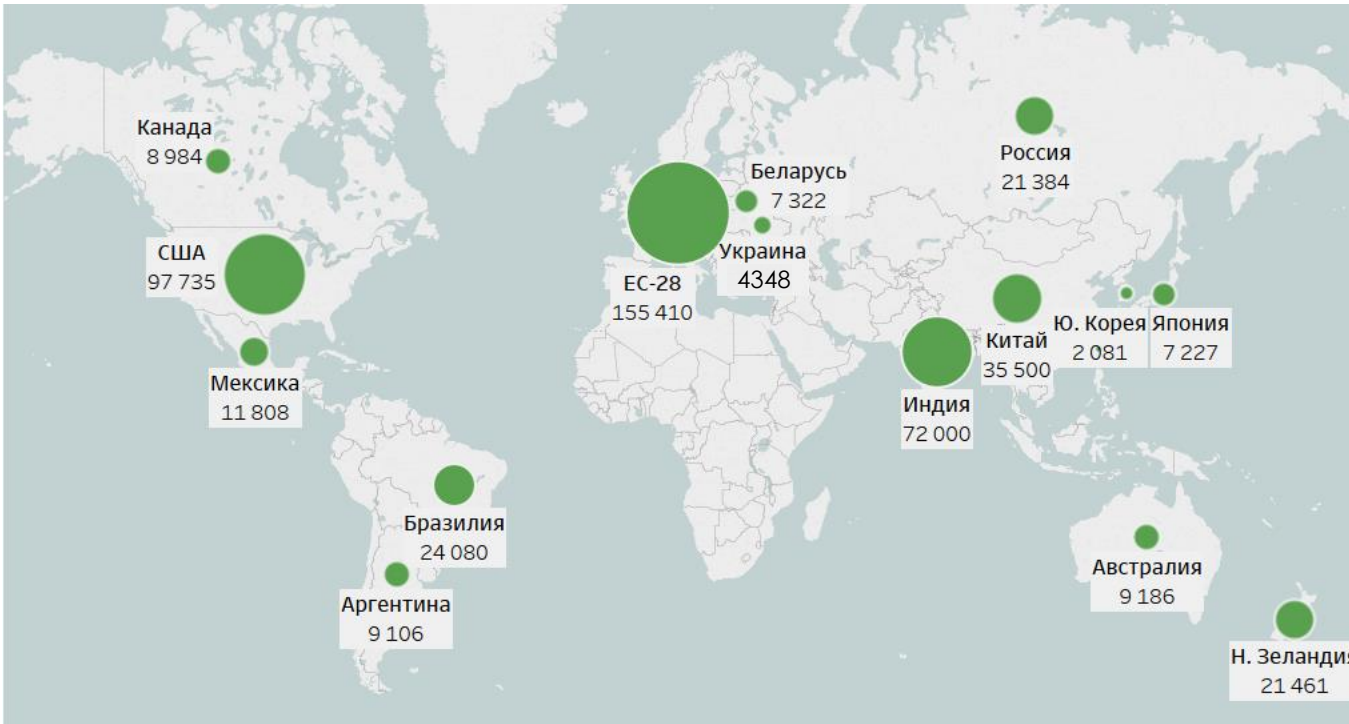 Канада
8 984
США
97 735
Мексика
11 808
Бразилия
24 080
Аргентина
9 106
ЕС-28
155 410
Беларусь
7 322
Украина
4348
Россия
21 384
Китай
35 500
Индия
72 000
Ю. Корея
2 081
Япония
7 227
Австралия
9 186
Н. Зеландия
21 461